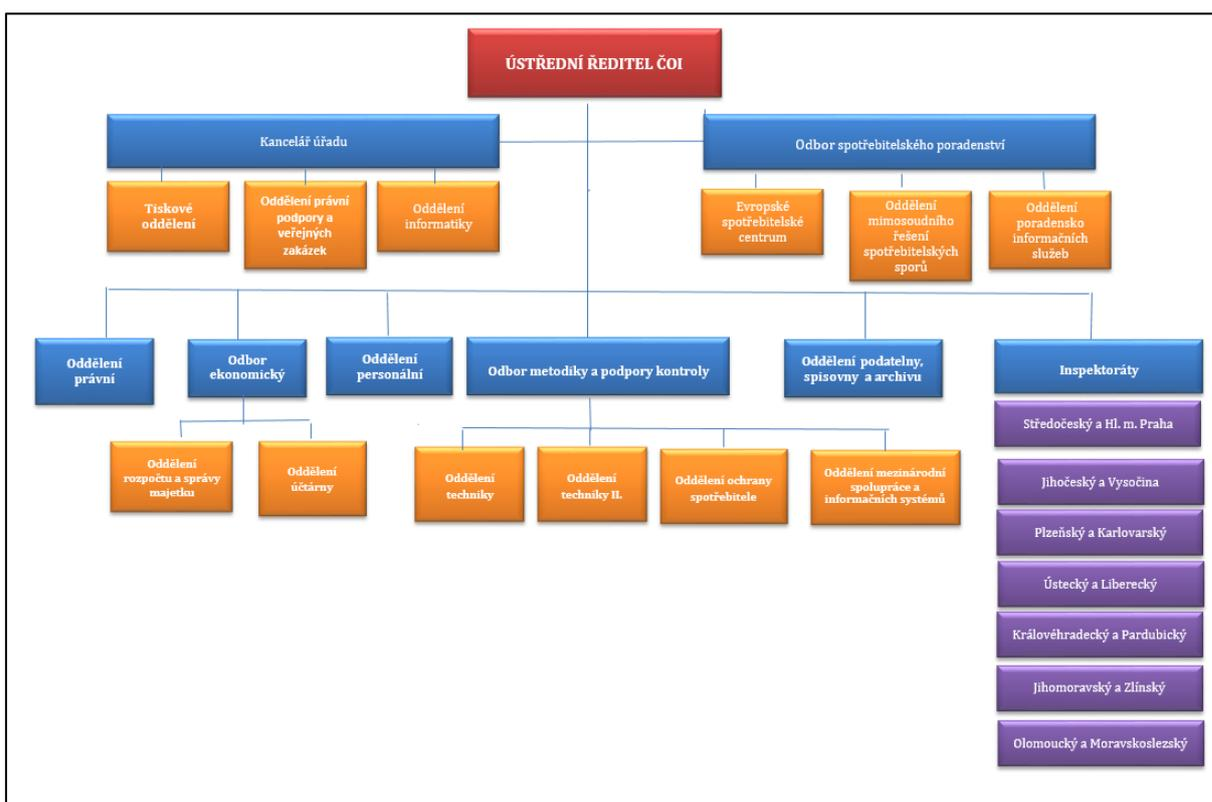 ÚSTŘEDNÍ ŘEDITEL ČOI
Kancelář úřadu
Odbor spotřebitelského poradenství
Tiskové
oddělení
Oddělení právní
podpory a
veřejných
zakázek
Oddělení
informatiky
Evropské
spotřebitelské
centrum
Oddělení
mimosoudního
řešení
spotřebitelských
sporů
Oddělení
poradensko
informačních
služeb
Oddělení
právní
Odbor
ekonomický
Oddělení
personální
Odbor metodiky a podpory kontroly
Oddělení podatelny,
spisovny a archivu
Inspektoráty
Oddělení
rozpočtu a správy
majetku
Oddělení
účtárny
Oddělení
techniky
Oddělení
techniky II.
Oddělení ochrany
spotřebitele
Oddělení mezinárodní
spolupráce a
informačních systémů
Středočeský a Hl. m. Praha
Jihočeský a Vysočina
Plzeňský a Karlovarský
Ústecký a Liberecký
Královéhradecký a Pardubický
Jihomoravský a Zlínský
Olomoucký a Moravskoslezský